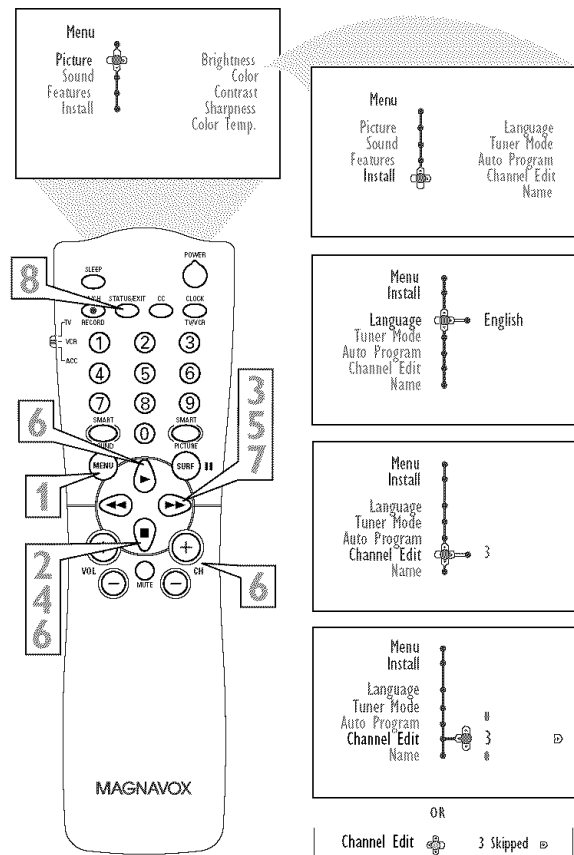 Menu
Picture
Sound
Features
Install
Brightness
Color
Contrast
Sharpness
Color Temp.
Menu
Picture
Sound
Features
Install
Language
Tuner Mode
Auto Program
Channel Edit
Name
Menu
Install
Language English
Tuner Mode
Auto Program
Channel Edit
Name
Menu
Install
Language
Tuner Mode
Auto Program
Channel Edit 3
Name
Menu
Install
Language
Tuner Mode
Auto Program
Channel Edit 3
Name
OR
Channel Edit 3 Skipped
SLEEP
POWER
8
STATUS/EXIT CC CLOCK
RECORD TV/VCR
TV
VCR
ACC
1 2 3
4 5 6
7 8 9
SMART 0 SMART
PICTURE
MENU SURF
VOL MUTE CH
6
1
2
4
6
3
5
7
6
MAGNAVOX